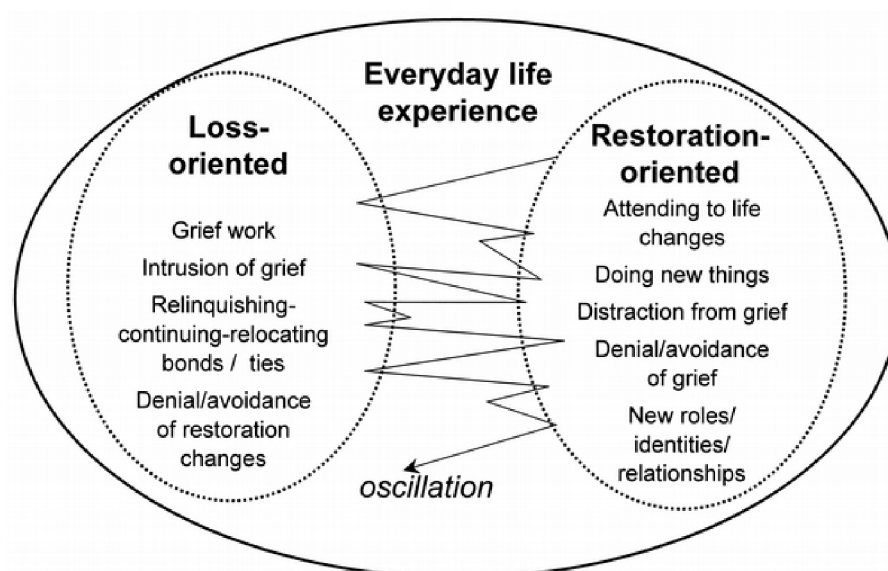 Everyday life
experience
Loss-
oriented
Grief work
Intrusion of grief
Relinquishing-
continuing-relocating
bonds / ties
Denial/avoidance
of restoration
changes
Restoration-
oriented
Attending to life
changes
Doing new things
Distraction from grief
Denial/avoidance
of grief
New roles/
identities/
relationships
oscillation